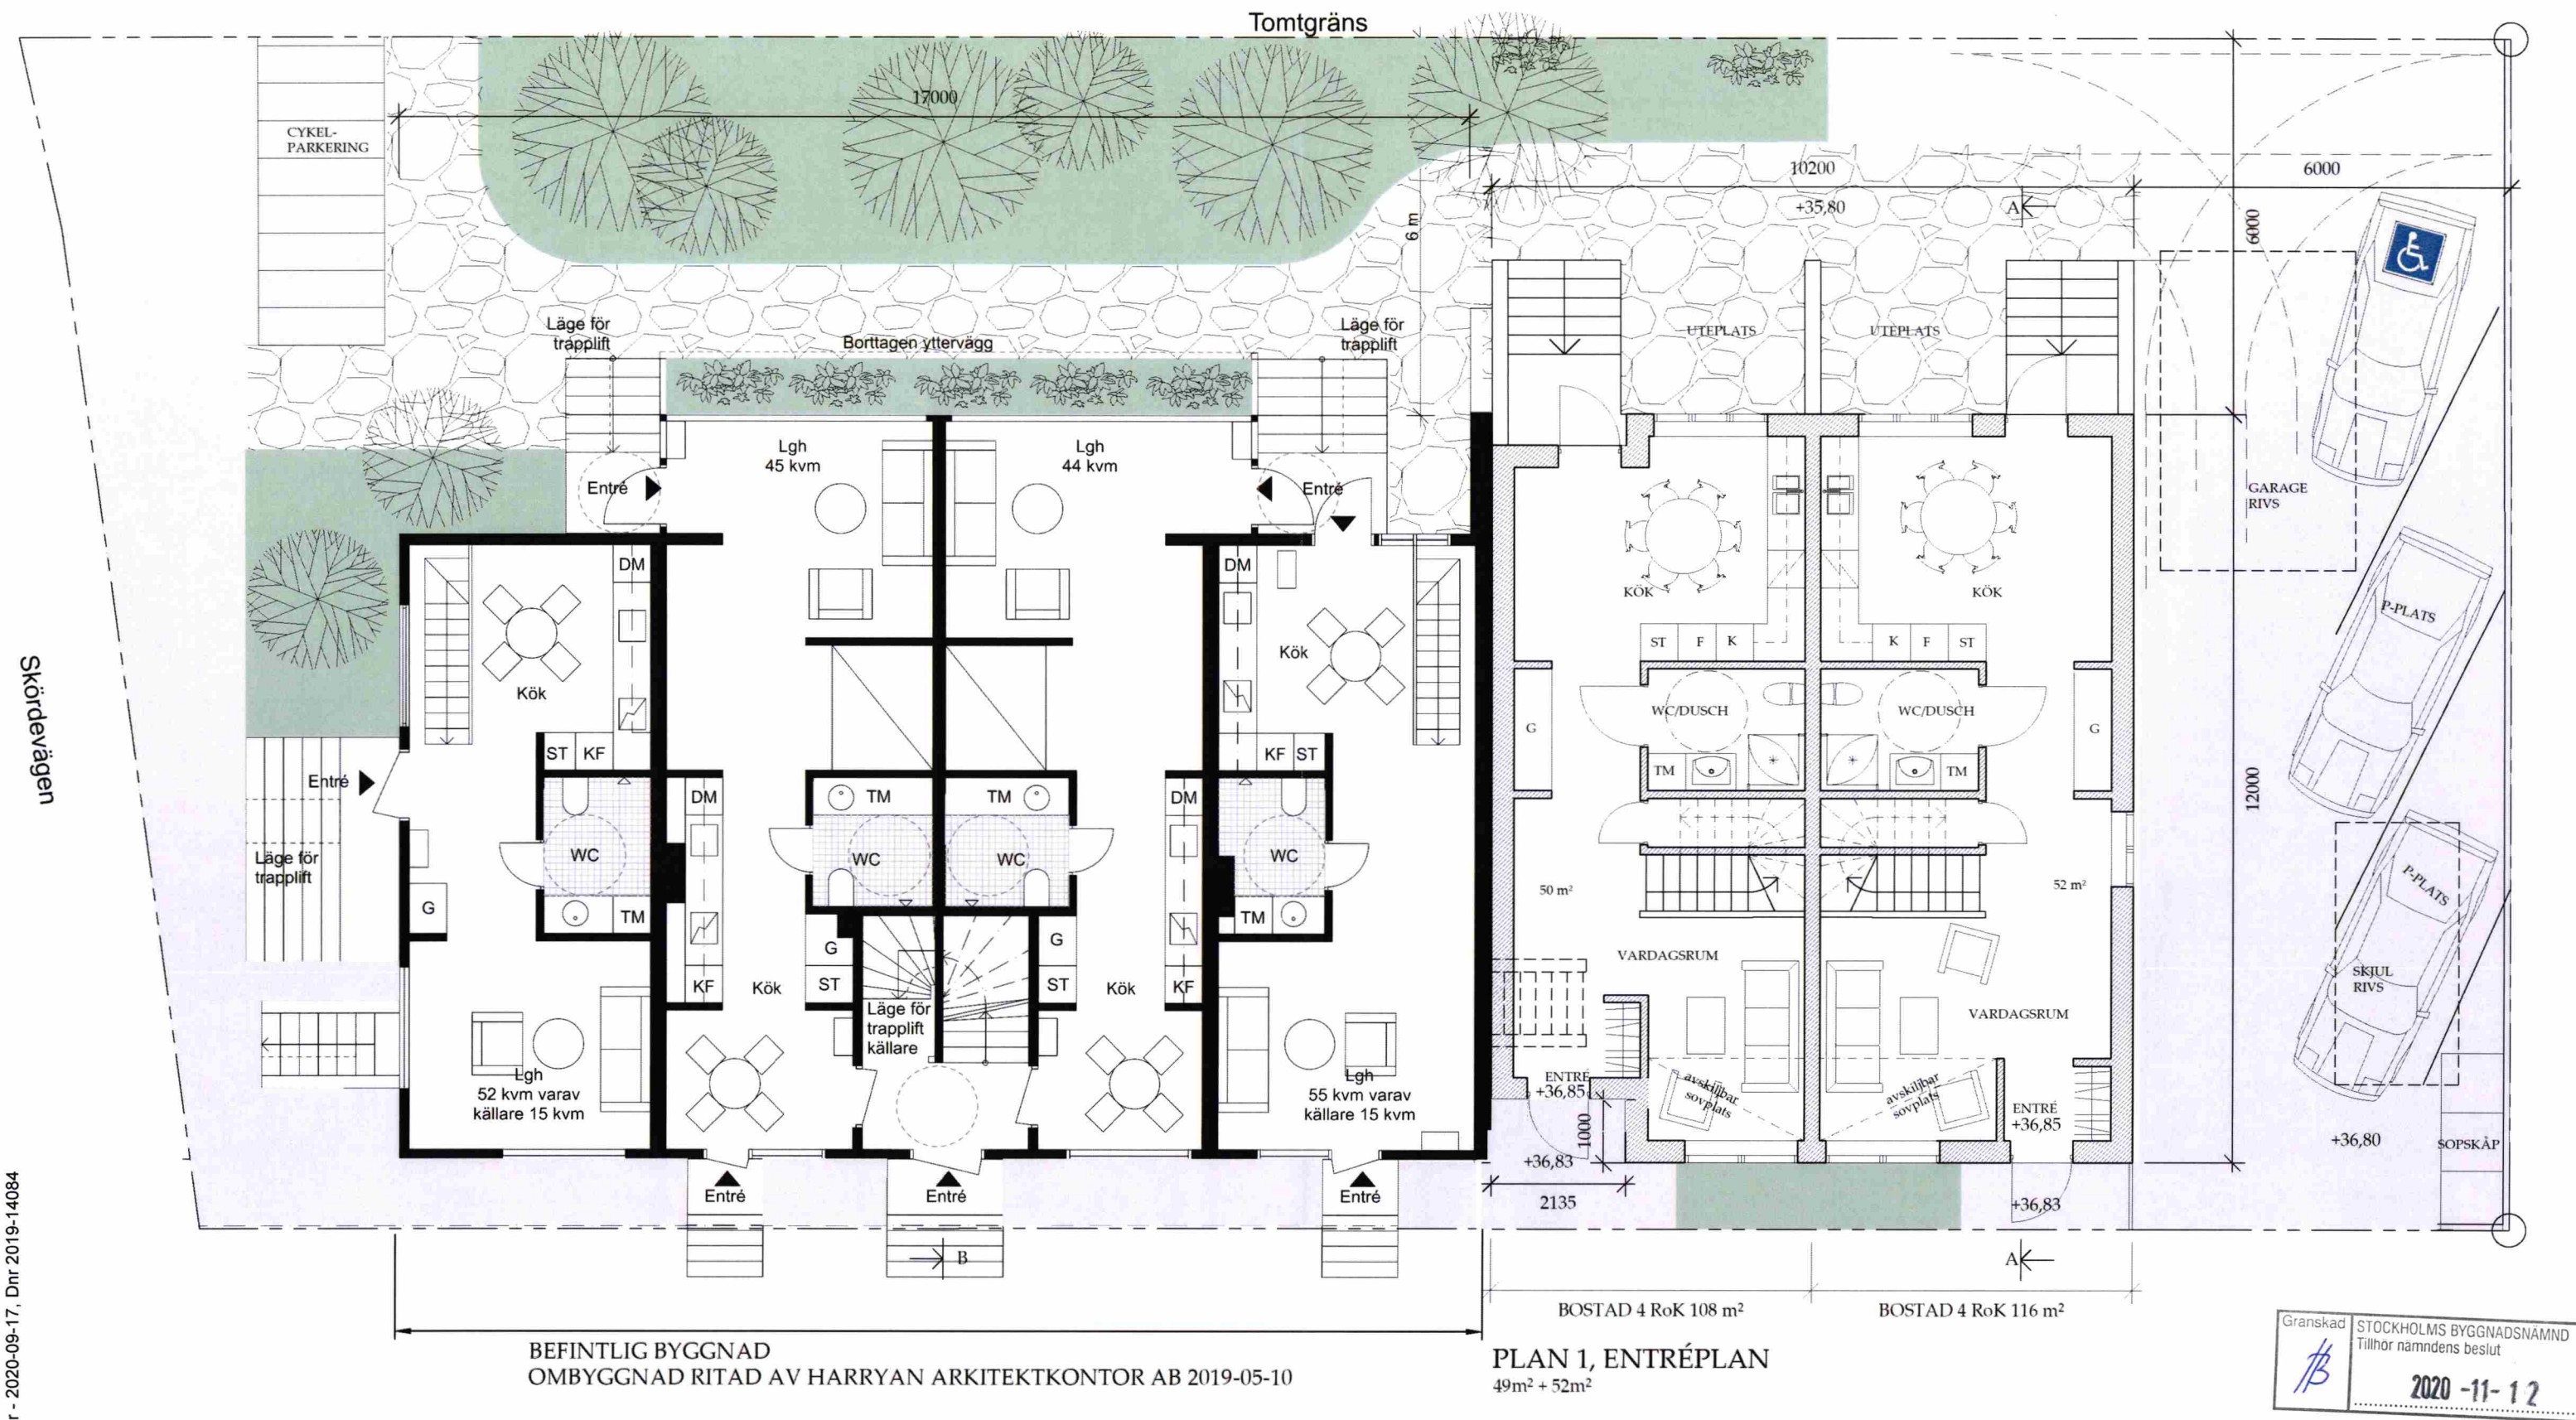 Tomtgräns
17000
CYKEL-
PARKERING
10200
6000
+35,80
A
6 m
6000
Läge för
trapplift
Borttagen yttervägg
Läge för
trapplift
UTEPLATS
UTEPLATS
Lgh
45 kvm
Lgh
44 kvm
Entré
Entré
GARAGE
RIVS
DM
DM
KÖK
KÖK
P-PLATS
Kök
Kök
ST
F
K
K
F
ST
Skördevägen
WC/DUSCH
WC/DUSCH
G
G
ST
KF
KF
ST
TM
TM
Entré
DM
TM
TM
DM
12000
Läge för
trapplift
WC
WC
WC
WC
P-PLATS
50 m²
52 m²
G
TM
TM
G
G
VARDAGSRUM
SKJUL
RIVS
KF
Kök
ST
ST
Kök
KF
Läge för
trapplift
källare
VARDAGSRUM
Lgh
52 kvm varav
källare 15 kvm
Lgh
55 kvm varav
källare 15 kvm
ENTRÉ
+36,85
avskiljbar
sovplats
avskiljbar
sovplats
ENTRÉ
+36,85
1000
+36,83
+36,80
SOPSKÅP
Entré
Entré
Entré
2135
+36,83
B
A
BOSTAD 4 RoK 108 m²
BOSTAD 4 RoK 116 m²
BEFINTLIG BYGGNAD
OMBYGGNAD RITAD AV HARRYAN ARKITEKTKONTOR AB 2019-05-10
PLAN 1, ENTRÉPLAN
49m² + 52m²
r - 2020-09-17, Dnr 2019-14084
Granskad
STOCKHOLMS BYGGNADSNÄMND
Tillhör nämndens beslut
2020 -11- 12